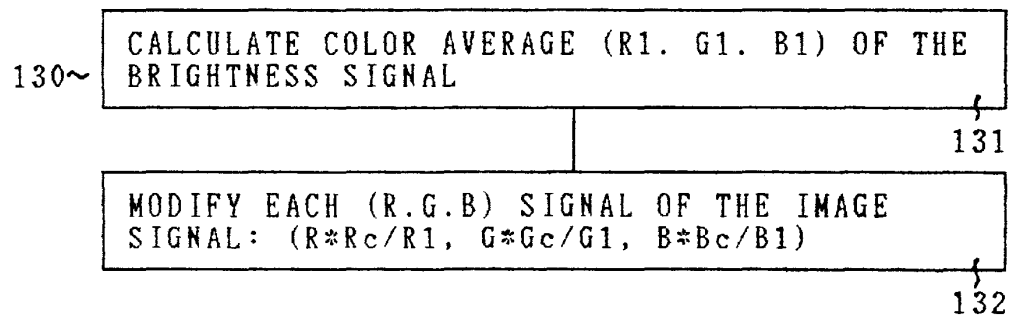 CALCULATE COLOR AVERAGE (R1. G1. B1) OF THE
130~ BRIGHTNESS SIGNAL
131
MODIFY EACH (R.G.B) SIGNAL OF THE IMAGE
SIGNAL: (R*Rc/R1, G*Gc/G1, B*Bc/B1)
132